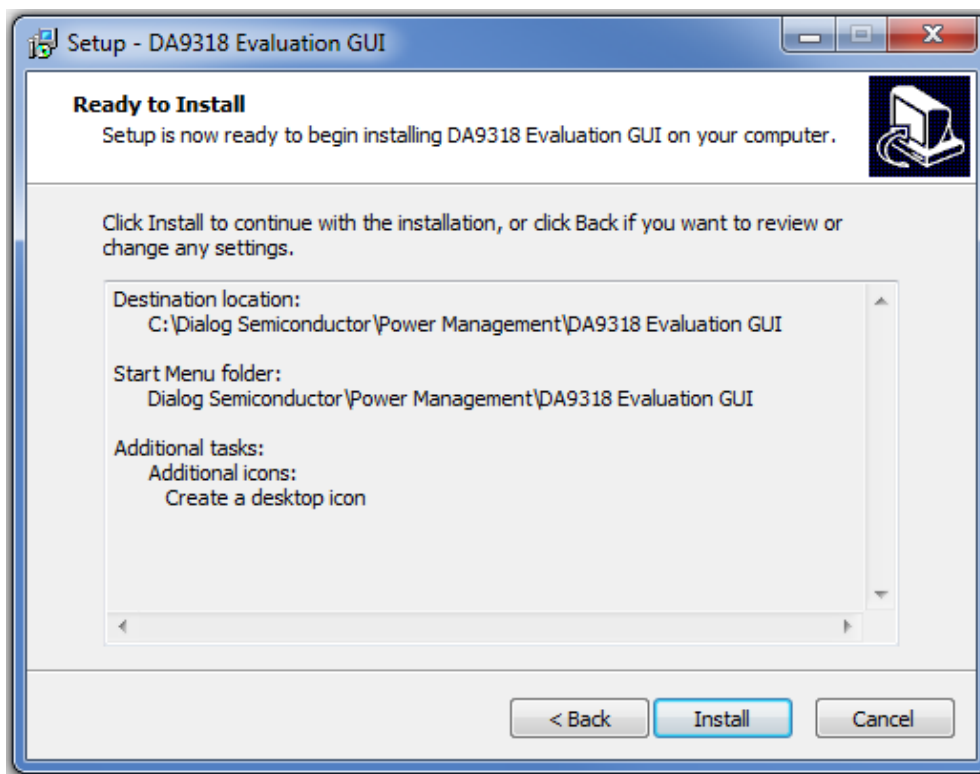 Setup - DA9318 Evaluation GUI
Ready to Install
Setup is now ready to begin installing DA9318 Evaluation GUI on your computer.
Click Install to continue with the installation, or click Back if you want to review or
change any settings.
Destination location:
C:\Dialog Semiconductor\Power Management\DA9318 Evaluation GUI
Start Menu folder:
Dialog Semiconductor\Power Management\DA9318 Evaluation GUI
Additional tasks:
Additional icons:
Create a desktop icon
< Back
Install
Cancel